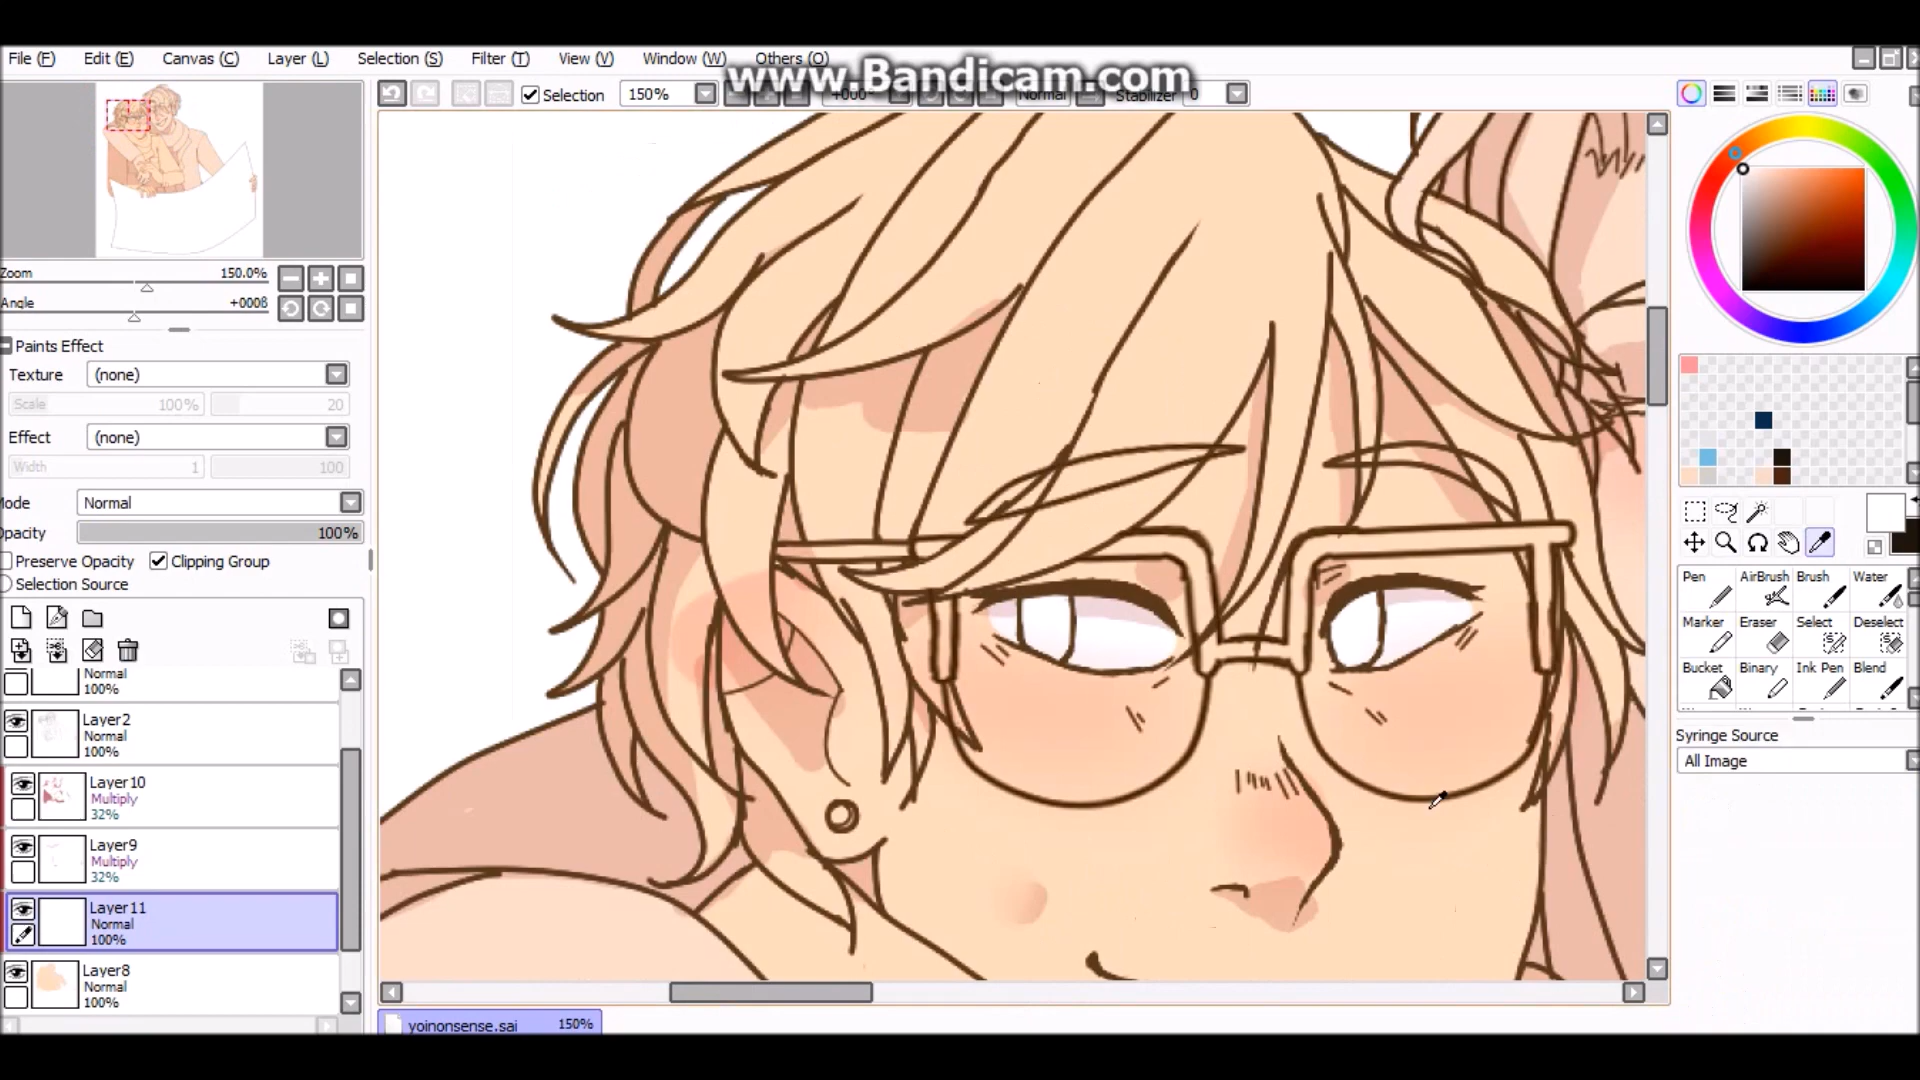 File (F) Edit (E) Canvas (C) Layer (L) Selection (S) Filter (T) View (V) Window (W) Others (O)
www.Bandicam.com
Selection 150% +000° Normal Stabilizer 0
Zoom 150.0%
Angle +000ß
Paints Effect
Texture (none)
Scale 100% 20
Effect (none)
Width 1 100
Mode Normal
Opacity 100%
Preserve Opacity Clipping Group
Selection Source
Normal
100%
Layer2
Normal
100%
Layer10
Multiply
32%
Layer9
Multiply
32%
Layer11
Normal
100%
Layer8
Normal
100%
yoinonsense.sai 150%
Pen AirBrush Brush Water
Marker Eraser Select Deselect
Bucket Binary Ink Pen Blend
Syringe Source
All Image